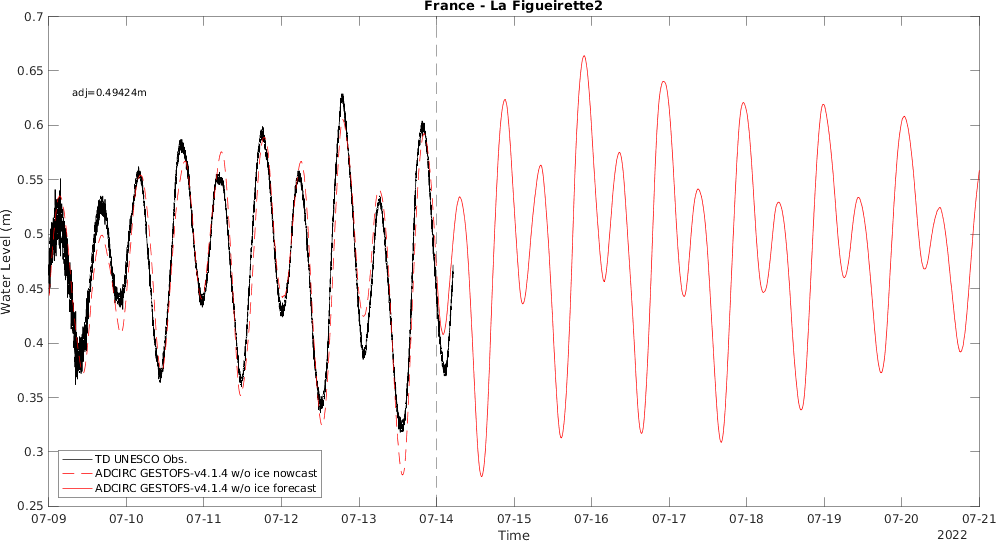 France - La Figueirette2
0.7
0.65
0.6
0.55
0.5
0.45
0.4
0.35
0.3
0.25
Water Level (m)
adj=0.49424m
TD UNESCO Obs.
ADCIRC GESTOFS-v4.1.4 w/o ice nowcast
ADCIRC GESTOFS-v4.1.4 w/o ice forecast
07-09 07-10 07-11 07-12 07-13 07-14 07-15 07-16 07-17 07-18 07-19 07-20 07-21
Time
2022